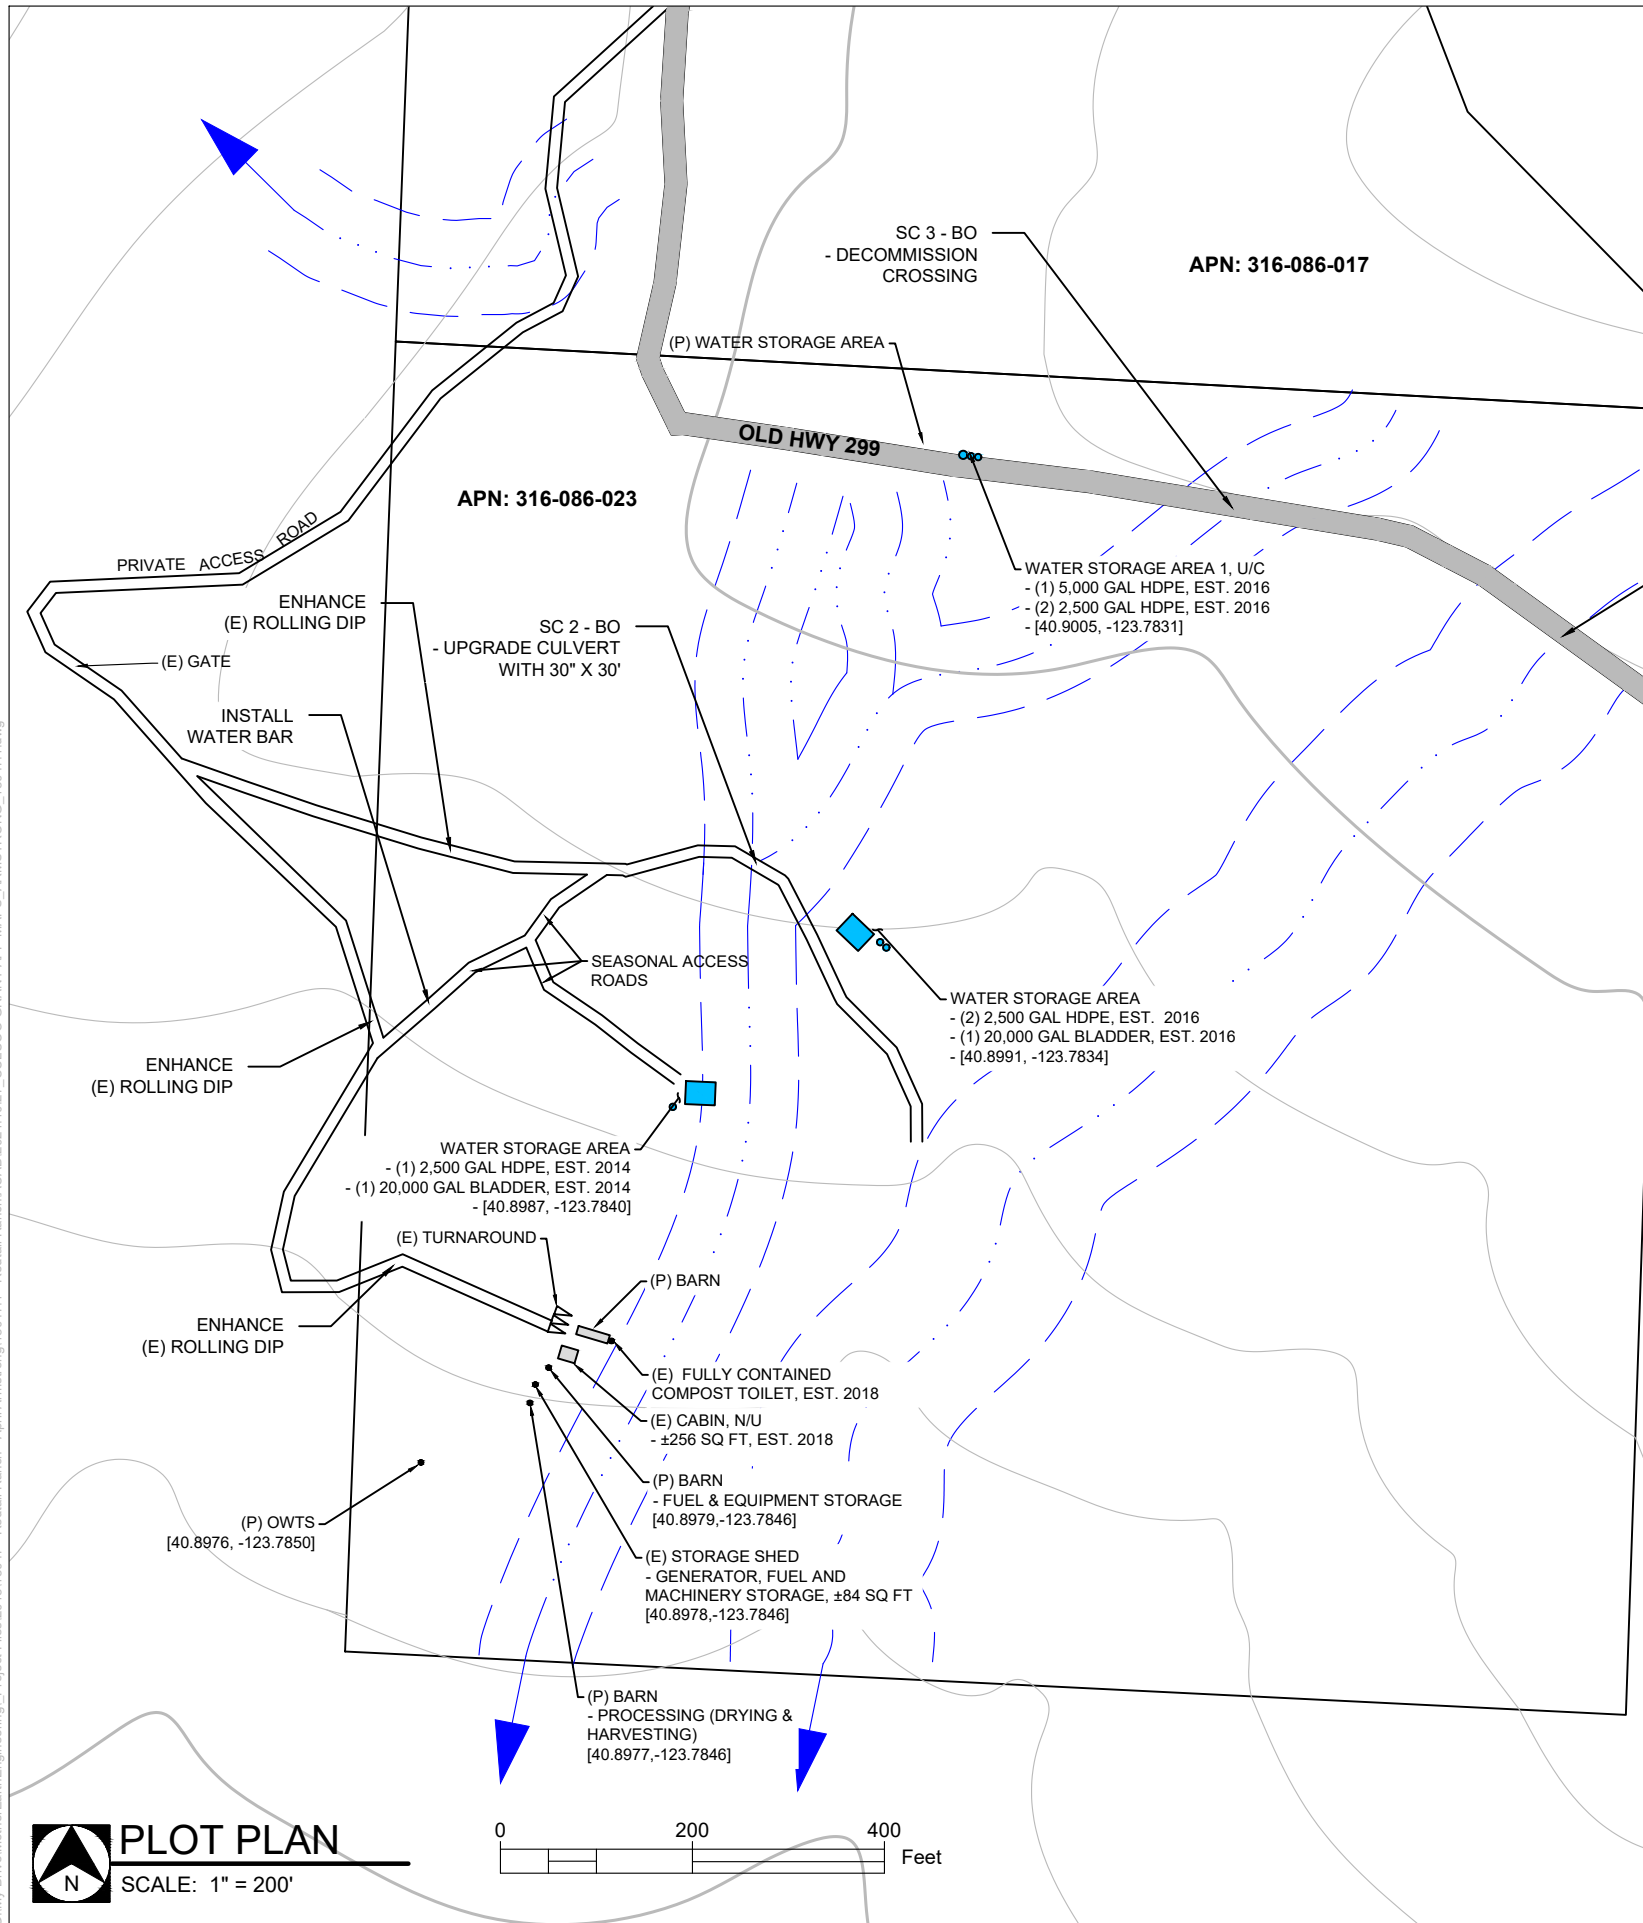 SC 3 - BO
- DECOMMISSION
CROSSING
APN: 316-086-017
(P) WATER STORAGE AREA
OLD HWY 299
APN: 316-086-023
PRIVATE ACCESS ROAD
WATER STORAGE AREA 1, U/C
- (1) 5,000 GAL HDPE, EST. 2016
- (2) 2,500 GAL HDPE, EST. 2016
- [40.9005, -123.7831]
ENHANCE
(E) ROLLING DIP
SC 2 - BO
- UPGRADE CULVERT
WITH 30" X 30'
(E) GATE
INSTALL
WATER BAR
SEASONAL ACCESS
ROADS
WATER STORAGE AREA
- (2) 2,500 GAL HDPE, EST. 2016
- (1) 20,000 GAL BLADDER, EST. 2016
- [40.8991, -123.7834]
ENHANCE
(E) ROLLING DIP
WATER STORAGE AREA
- (1) 2,500 GAL HDPE, EST. 2014
- (1) 20,000 GAL BLADDER, EST. 2014
- [40.8987, -123.7840]
(E) TURNAROUND
(P) BARN
ENHANCE
(E) ROLLING DIP
(E) FULLY CONTAINED
COMPOST TOILET, EST. 2018
(E) CABIN, N/U
- ±256 SQ FT, EST. 2018
(P) BARN
- FUEL & EQUIPMENT STORAGE
[40.8979,-123.7846]
(P) OWTS
[40.8976, -123.7850]
(E) STORAGE SHED
- GENERATOR, FUEL AND
MACHINERY STORAGE, ±84 SQ FT
[40.8978,-123.7846]
(P) BARN
- PROCESSING (DRYING &
HARVESTING)
[40.8977,-123.7846]
N
PLOT PLAN
SCALE: 1" = 200'
0 200 400
Feet